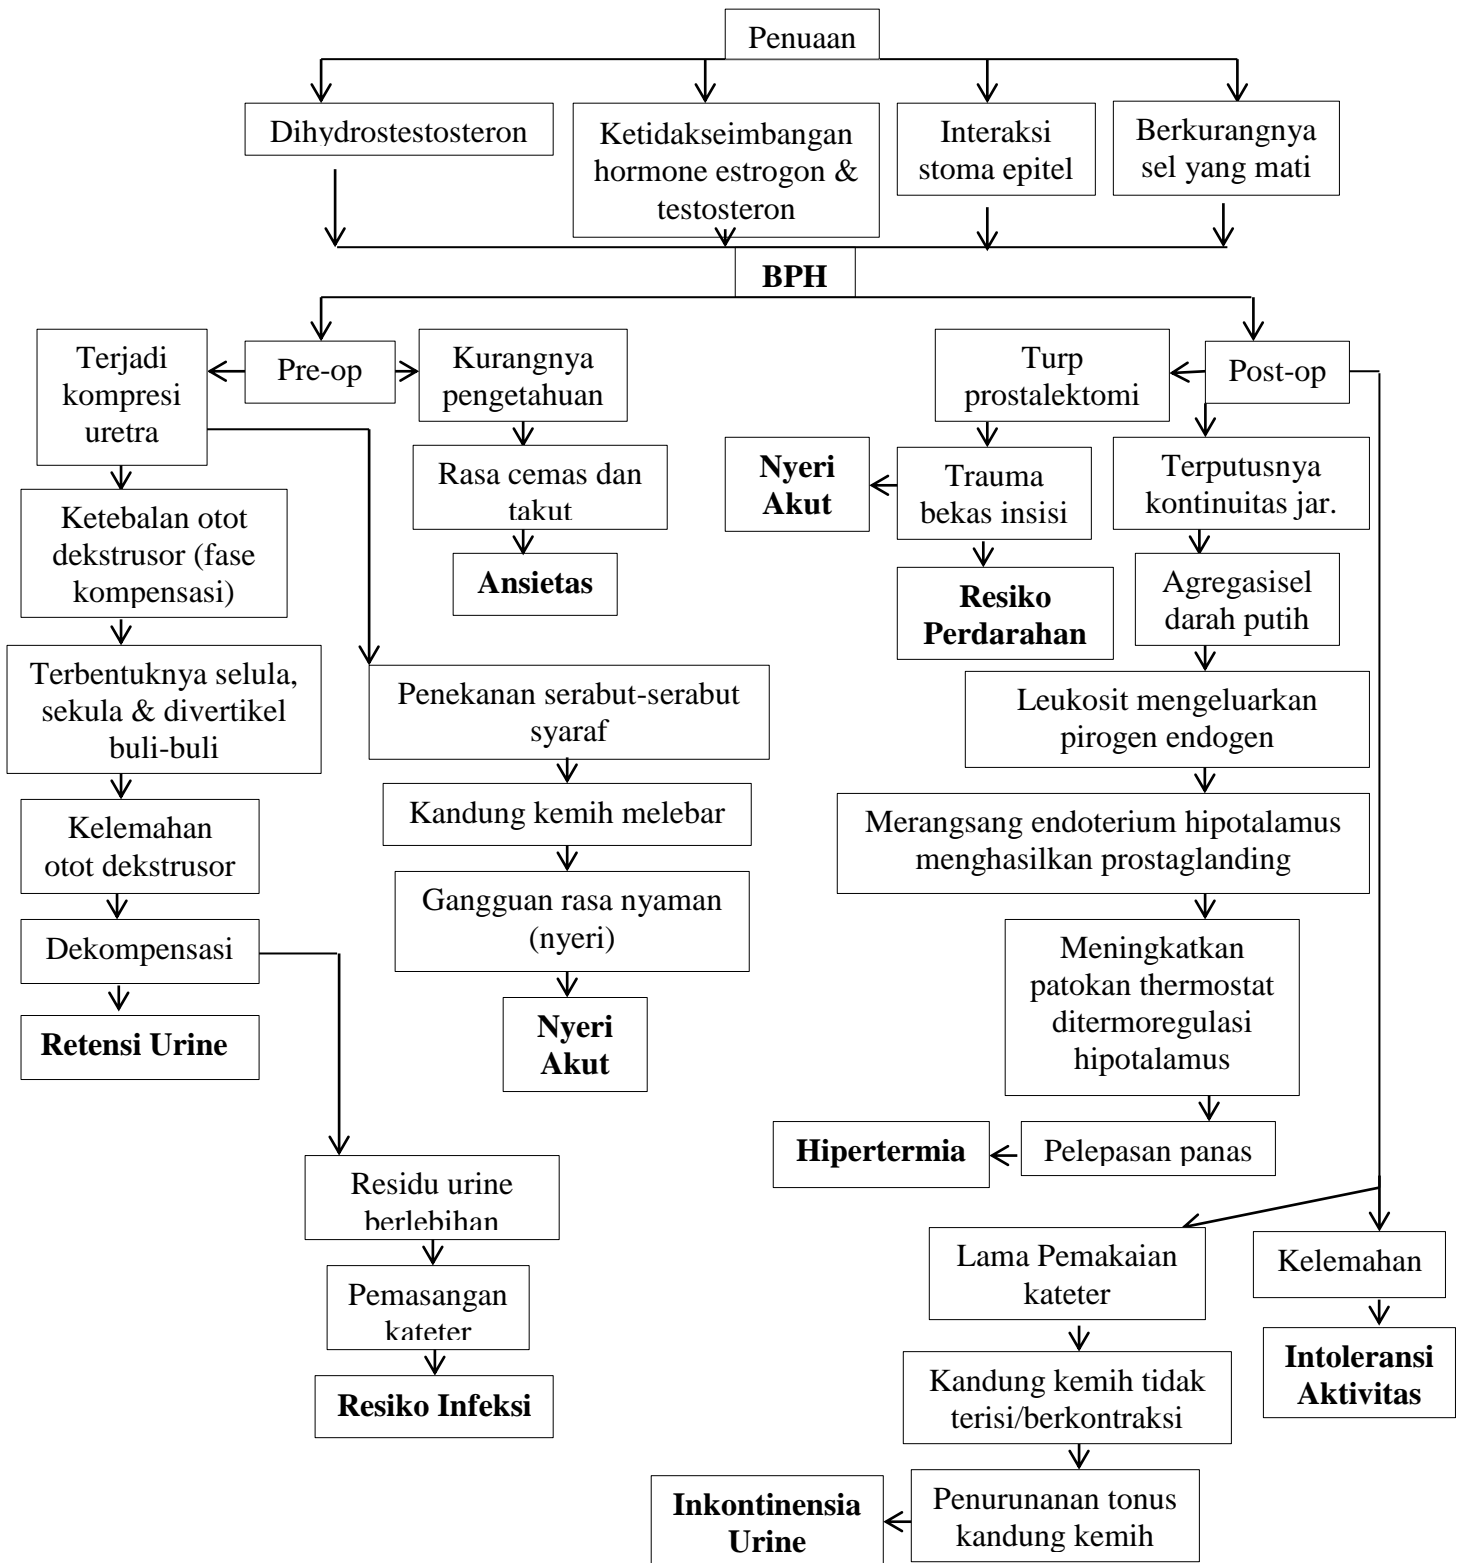 Penuaan
Dihydrostestosteron
Ketidakseimbangan
hormone estrogon &
testosteron
Interaksi
stoma epitel
Berkurangnya
sel yang mati
BPH
Terjadi
kompresi
uretra
Pre-op
Kurangnya
pengetahuan
Turp
prostalektomi
Post-op
Rasa cemas dan
takut
Ansietas
Nyeri
Akut
Trauma
bekas insisi
Resiko
Perdarahan
Terputusnya
kontinuitas jar.
Agregasisel
darah putih
Ketebalan otot
dekstrusor (fase
kompensasi)
Terbentuknya selula,
sekula & divertikel
buli-buli
Kelemahan
otot dekstrusor
Dekompensasi
Retensi Urine
Penekanan serabut-serabut
syaraf
Kandung kemih melebar
Gangguan rasa nyaman
(nyeri)
Nyeri
Akut
Leukosit mengeluarkan
pirogen endogen
Merangsang endoterium hipotalamus
menghasilkan prostaglanding
Meningkatkan
patokan thermostat
ditermoregulasi
hipotalamus
Hipertermia
Pelepasan panas
Residu urine
berlebihan
Pemasangan
kateter
Resiko Infeksi
Lama Pemakaian
kateter
Kelemahan
Intoleransi
Aktivitas
Kandung kemih tidak
terisi/berkontraksi
Inkontinensia
Urine
Penurunanan tonus
kandung kemih